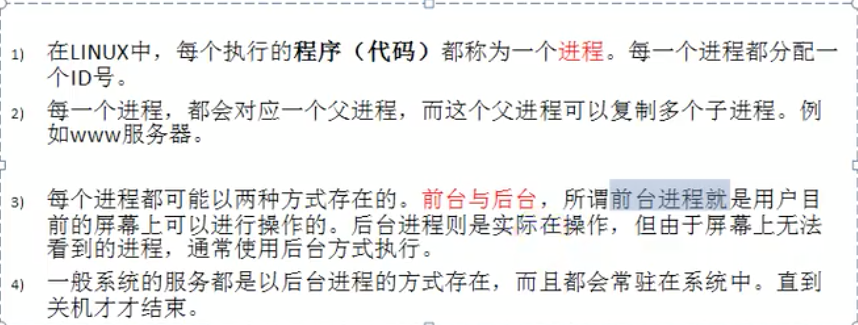 1) 在LINUX中，每个执行的程序（代码）都称为一个进程。每一个进程都分配一
个ID号。
2) 每一个进程，都会对应一个父进程，而这个父进程可以复制多个子进程。例
如www服务器。
3) 每个进程都可能以两种方式存在的。前台与后台，所谓前台进程就是用户目
前的屏幕上可以进行操作的。后台进程则是实际在操作，但由于屏幕上无法
看到的进程，通常使用后台方式执行。
4) 一般系统的服务都是以后台进程的方式存在，而且都会常驻在系统中。直到
关机才才结束。